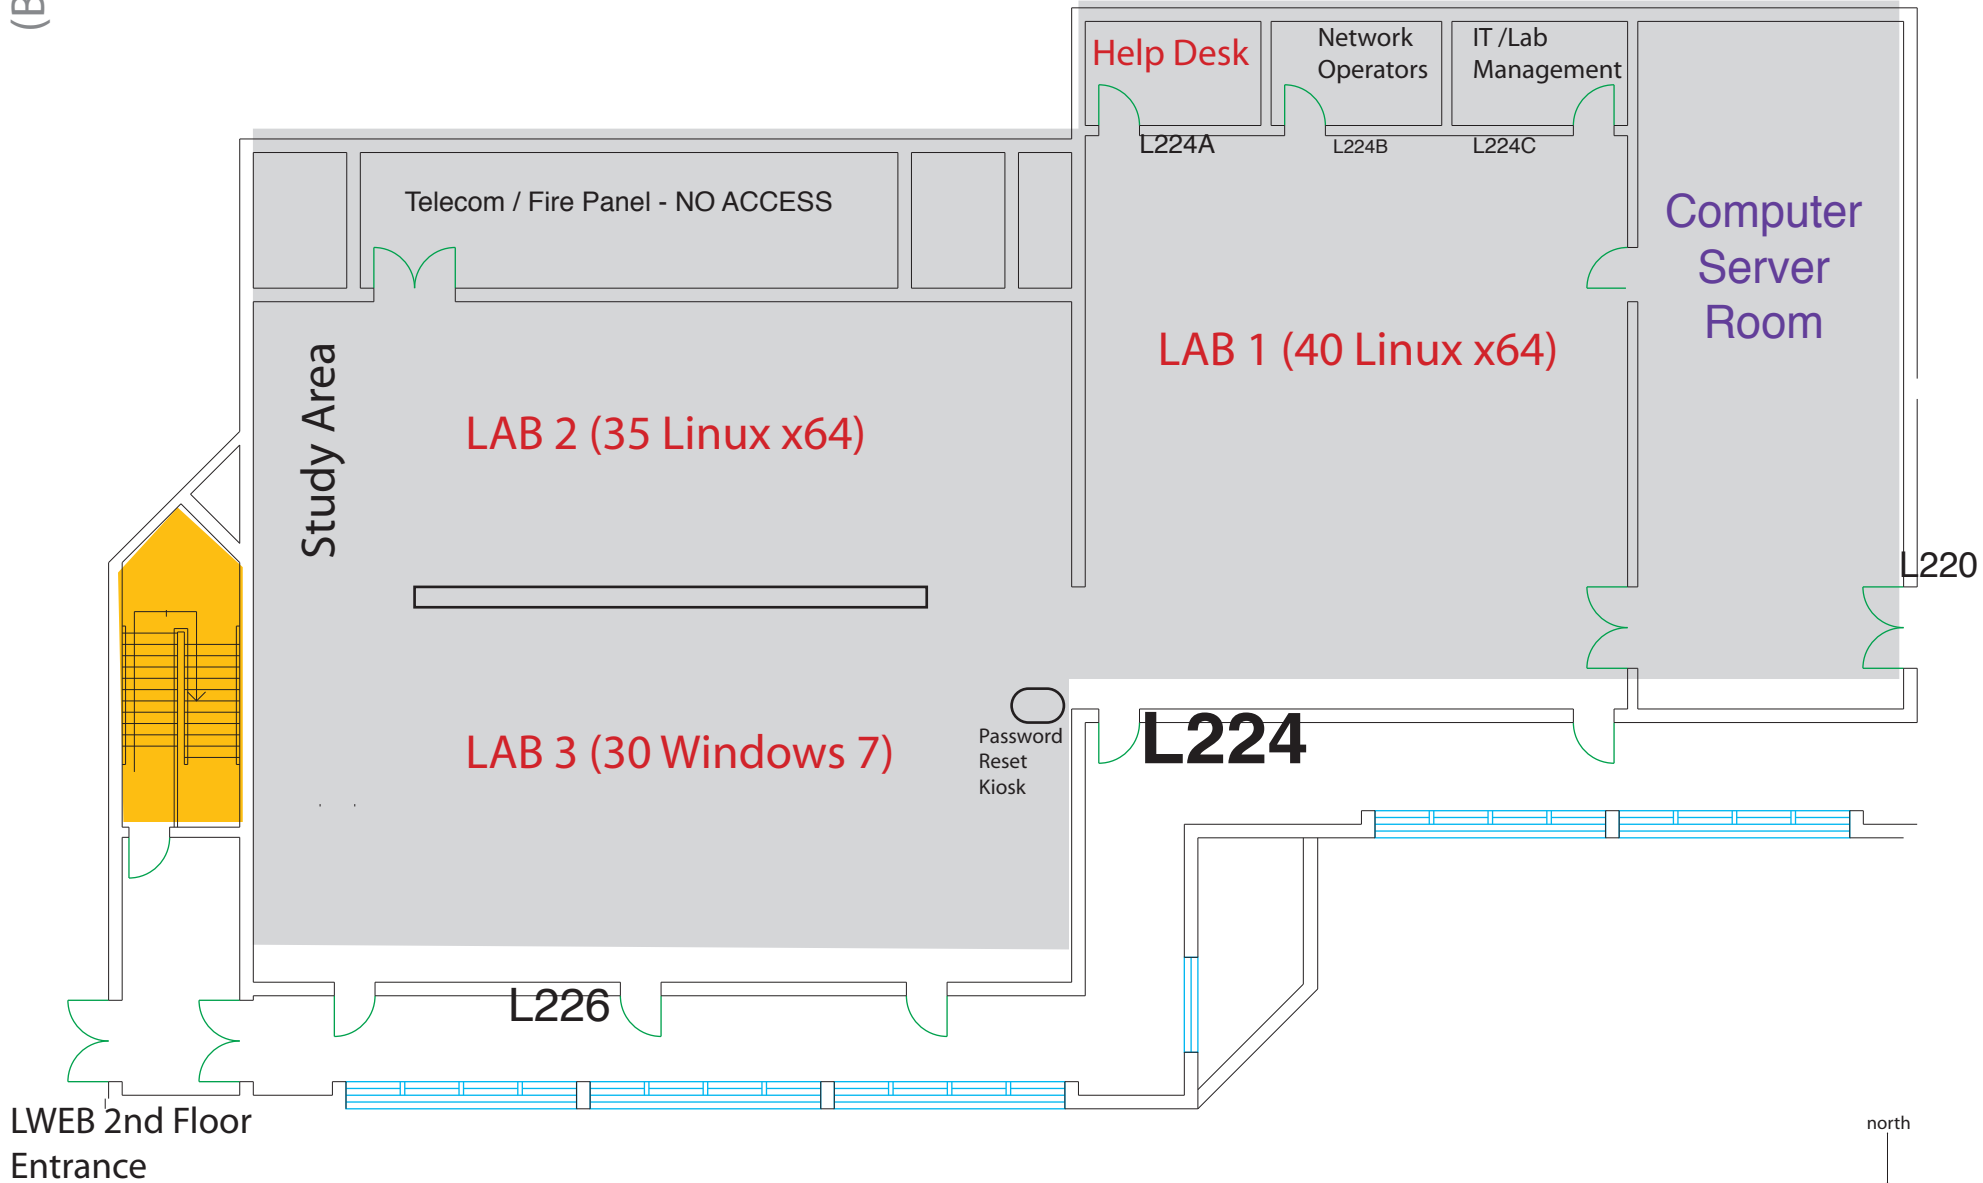 (B
Help Desk
Network
Operators
IT /Lab
Management
L224A
L224B
L224C
Telecom / Fire Panel - NO ACCESS
Computer
Server
Room
Study Area
LAB 1 (40 Linux x64)
LAB 2 (35 Linux x64)
L220
LAB 3 (30 Windows 7)
Password
Reset
Kiosk
L224
L226
LWEB 2nd Floor
Entrance
north